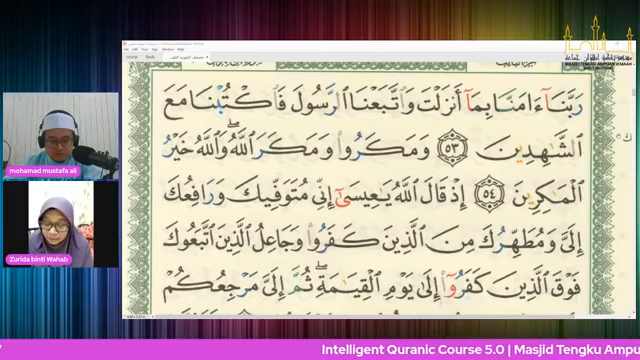 رَبَّنَآ ءَامَنَّا بِمَآ أَنزَلْتَ وَٱتَّبَعْنَا ٱلرَّسُولَ فَٱكْتُبْنَا مَعَ
ٱلشَّٰهِدِينَ ٥٣ وَمَكَرُوا۟ وَمَكَرَ ٱللَّهُ ۖ وَٱللَّهُ خَيْرُ
ٱلْمَٰكِرِينَ ٥٤ إِذْ قَالَ ٱللَّهُ يَٰعِيسَىٰٓ إِنِّى مُتَوَفِّيكَ وَرَافِعُكَ
إِلَىَّ وَمُطَهِّرُكَ مِنَ ٱلَّذِينَ كَفَرُوا۟ وَجَاعِلُ ٱلَّذِينَ ٱتَّبَعُوكَ
فَوْقَ ٱلَّذِينَ كَفَرُوٓا۟ إِلَىٰ يَوْمِ ٱلْقِيَٰمَةِ ۖ ثُمَّ إِلَىَّ مَرْجِعُكُمْ
mohamad mustafa ali
Zurida binti Wahab
Intelligent Quranic Course 5.0 | Masjid Tengku Ampu